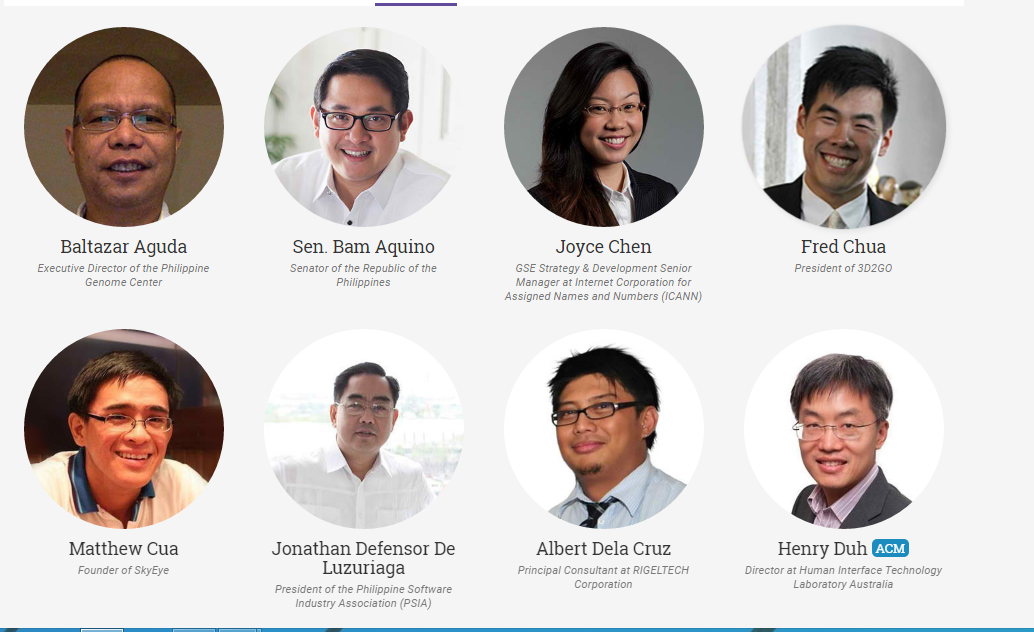 Baltazar Aguda
Executive Director of the Philippine
Genome Center
Sen. Bam Aquino
Senator of the Republic of the
Philippines
Joyce Chen
GSE Strategy & Development Senior
Manager at Internet Corporation for
Assigned Names and Numbers (ICANN)
Fred Chua
President of 3D2GO
Matthew Cua
Founder of SkyEye
Jonathan Defensor De
Luzuriaga
President of the Philippine Software
Industry Association (PSIA)
Albert Dela Cruz
Principal Consultant at RIGELTECH
Corporation
Henry Duh ACM
Director at Human Interface Technology
Laboratory Australia